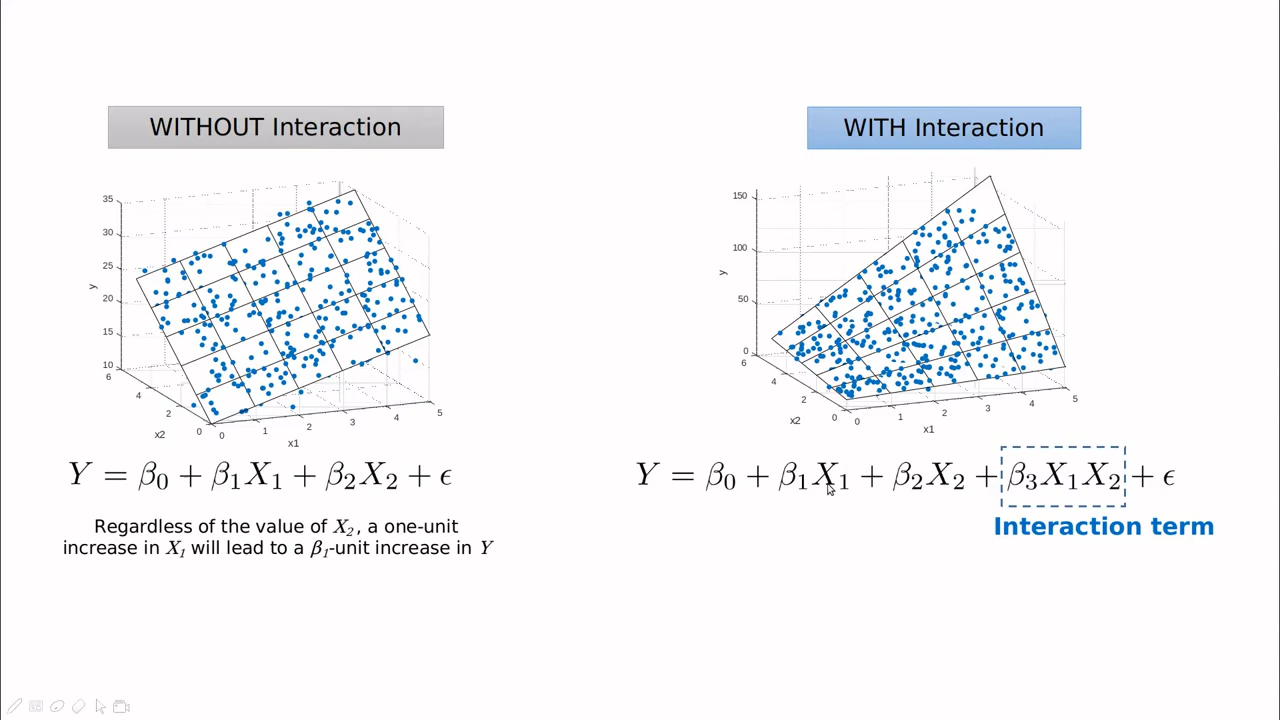 WITHOUT Interaction
35
30
25
20
15
10
y
6
4
2
0
x2
0
1
2
3
4
5
x1
Y = β₀ + β₁X₁ + β₂X₂ + ϵ
Regardless of the value of X₂, a one-unit
increase in X₁ will lead to a β₁-unit increase in Y
WITH Interaction
150
100
50
0
y
6
4
2
0
x2
0
1
2
3
4
5
x1
Y = β₀ + β₁X₁ + β₂X₂ + β₃X₁X₂ + ϵ
Interaction term